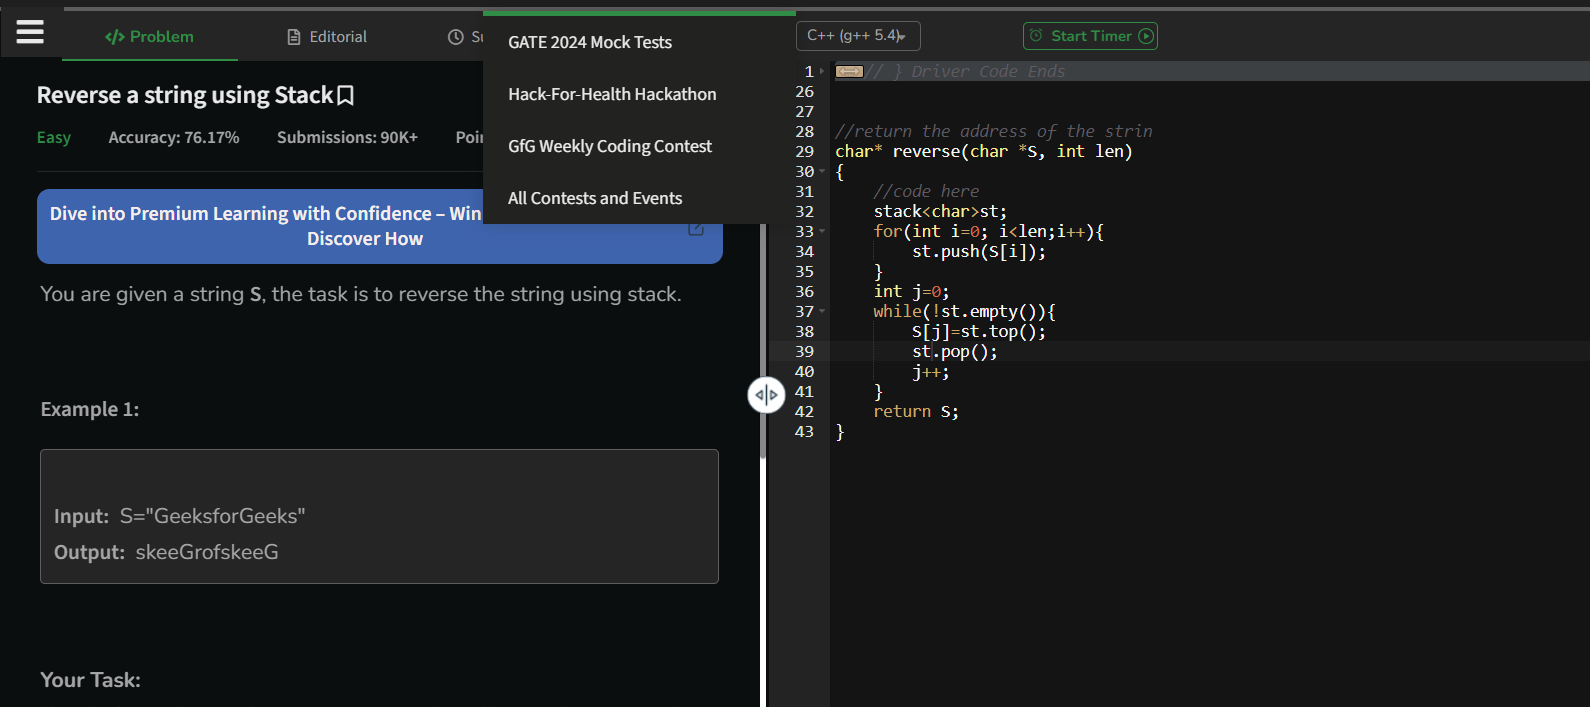 </> Problem
Editorial
Su
Reverse a string using Stack
Easy Accuracy: 76.17% Submissions: 90K+ Poin
Dive into Premium Learning with Confidence – Win
Discover How
You are given a string S, the task is to reverse the string using stack.
Example 1:
Input: S="GeeksforGeeks"
Output: skeeGrofskeeG
Your Task:
GATE 2024 Mock Tests
Hack-For-Health Hackathon
GfG Weekly Coding Contest
All Contests and Events
C++ (g++ 5.4)
Start Timer
1 // } Driver Code Ends
26
27
28 //return the address of the strin
29 char* reverse(char *S, int len)
30 {
31 //code here
32 stack<char>st;
33 for(int i=0; i<len;i++){
34 st.push(S[i]);
35 }
36 int j=0;
37 while(!st.empty()){
38 S[j]=st.top();
39 st.pop();
40 j++;
41 }
42 return S;
43 }